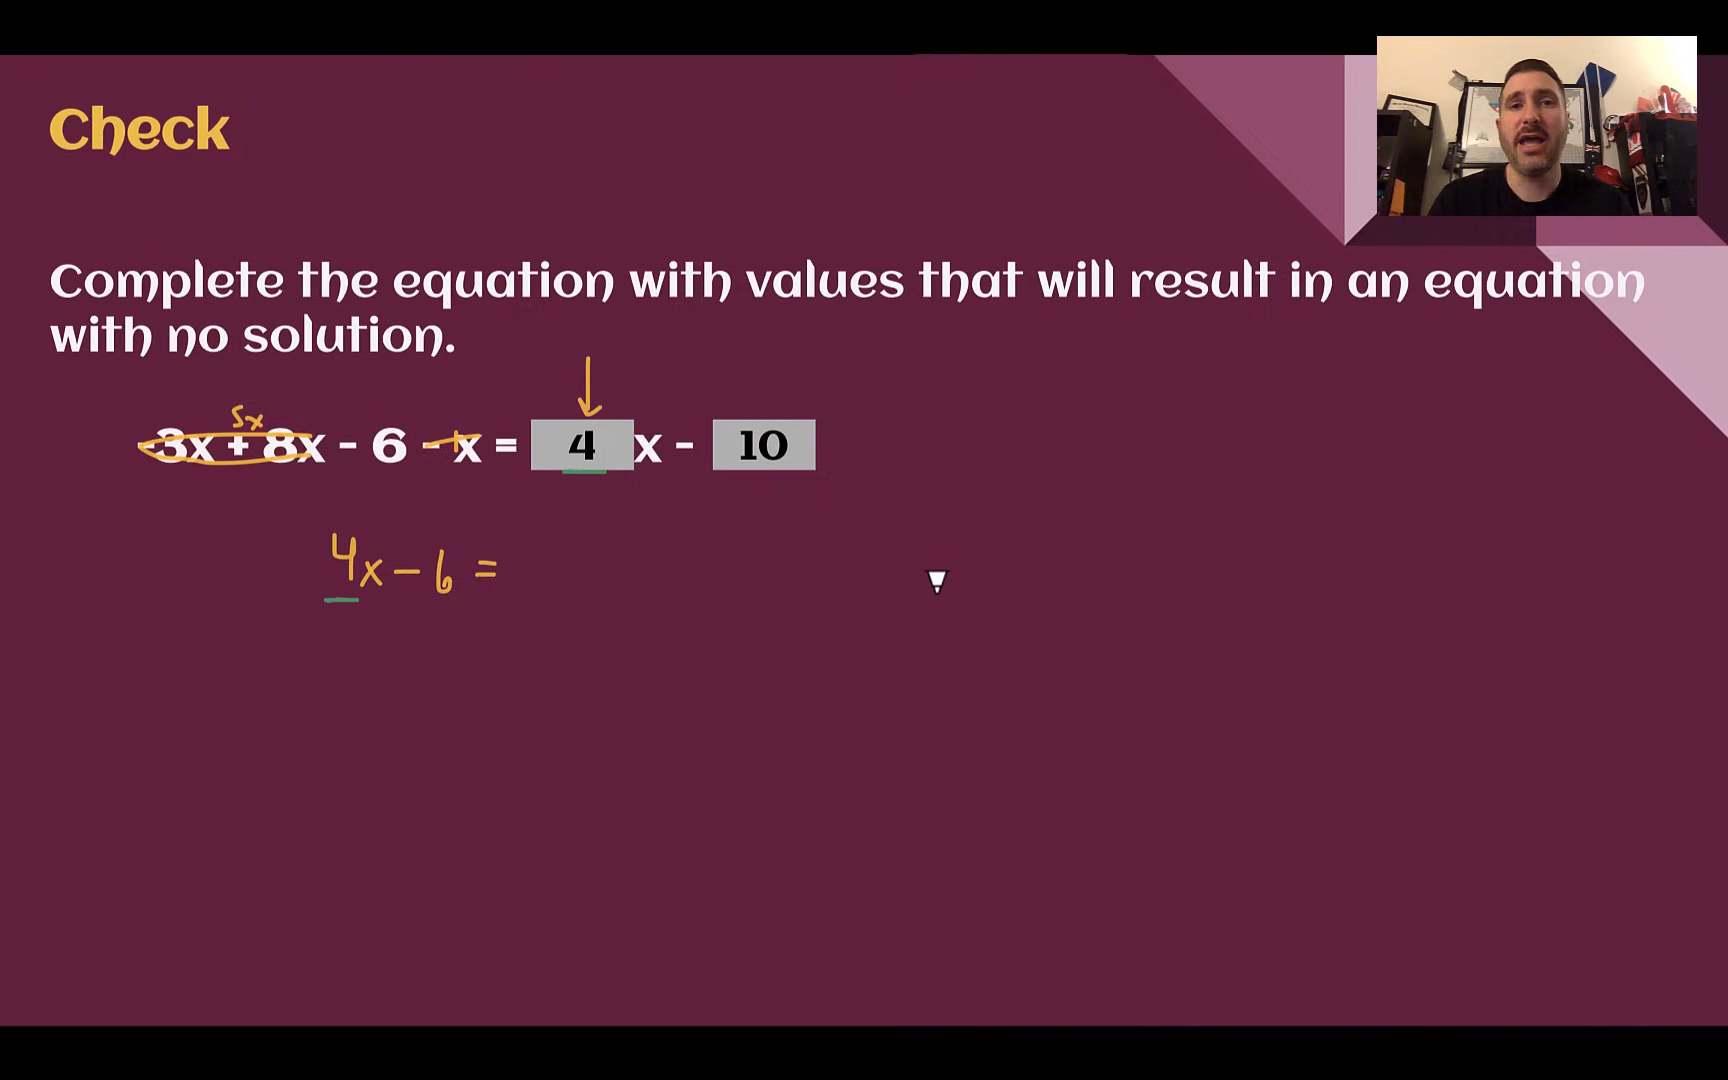 Check
Complete the equation with values that will result in an equation
with no solution.
5x
-3x + 8x - 6 - 1x = 4 x - 10
4x - 6 =